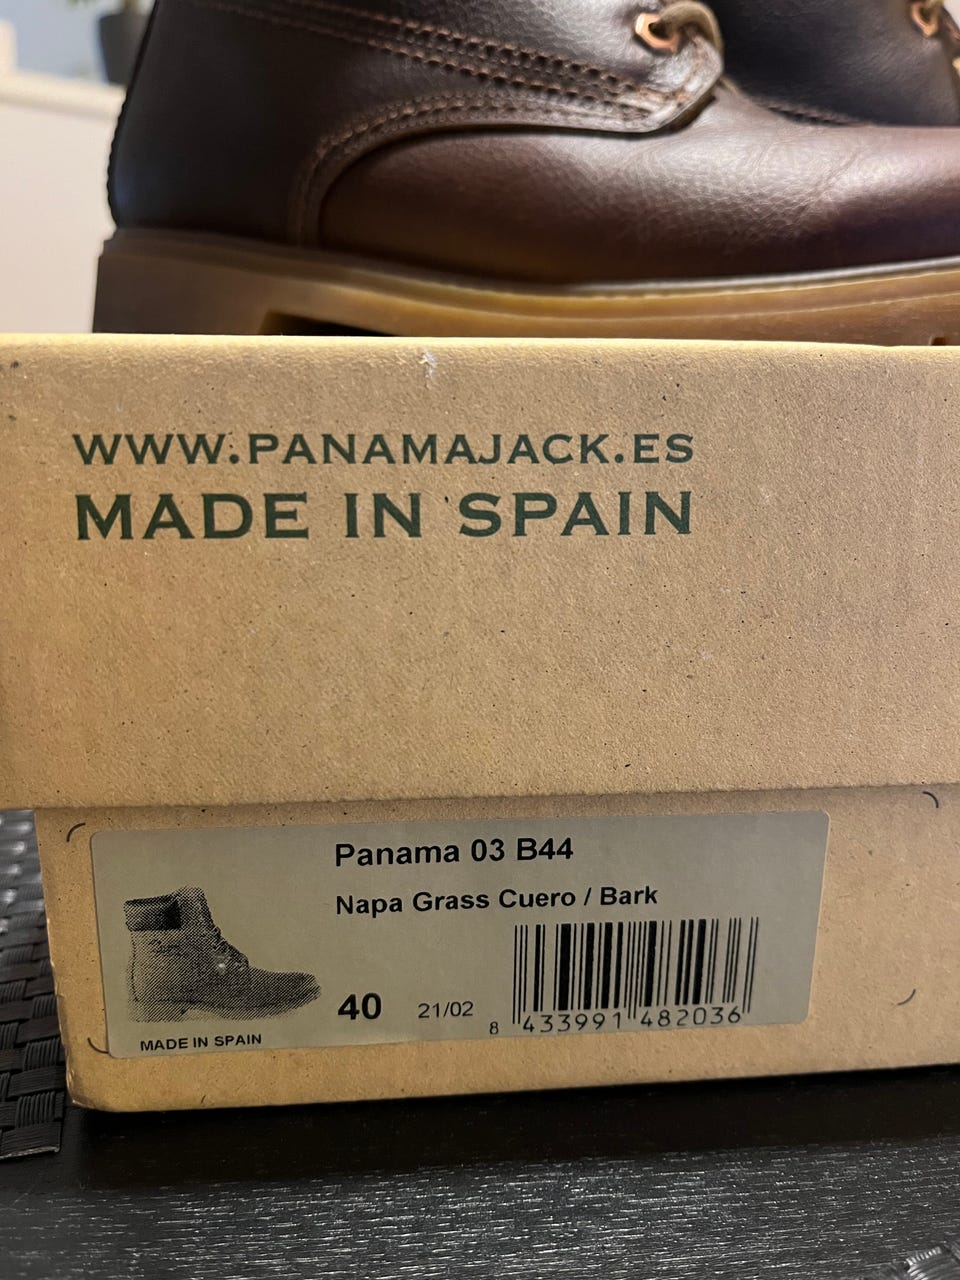 WWW.PANAMAJACK.ES
MADE IN SPAIN
Panama 03 B44
Napa Grass Cuero / Bark
40 21/02
8 433991 482036
MADE IN SPAIN